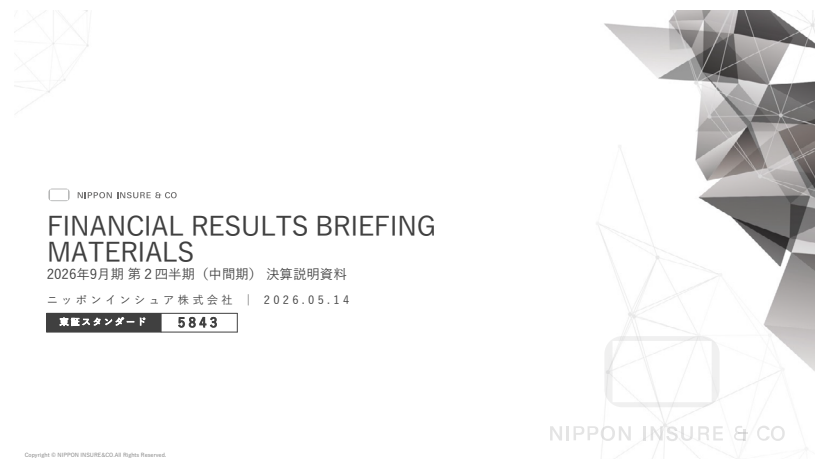 NIPPON INSURE & CO
FINANCIAL RESULTS BRIEFING
MATERIALS
2026年9月期 第２四半期（中間期） 決算説明資料
ニッポンインシュア株式会社 ｜ 2026.05.14
東証スタンダード 5843
NIPPON INSURE & CO
Copyright © NIPPON INSURE&CO.All Rights Reserved.